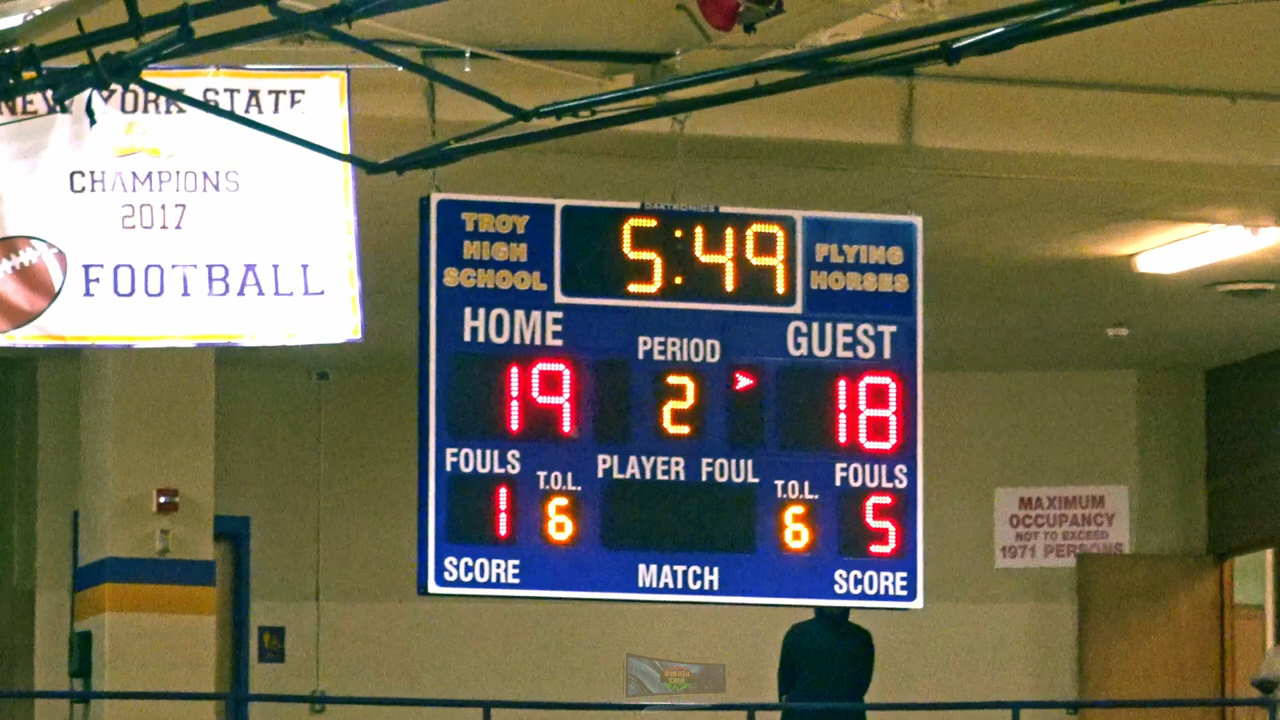 NEW YORK STATE
CHAMPIONS
2017
FOOTBALL
DAKTRONICS
TROY
HIGH
SCHOOL
5:49
FLYING
HORSES
HOME
PERIOD
GUEST
19
2
18
FOULS
PLAYER FOUL
FOULS
T.O.L.
T.O.L.
1
6
6
5
SCORE
MATCH
SCORE
MAXIMUM
OCCUPANCY
NOT TO EXCEED
1971 PERSONS